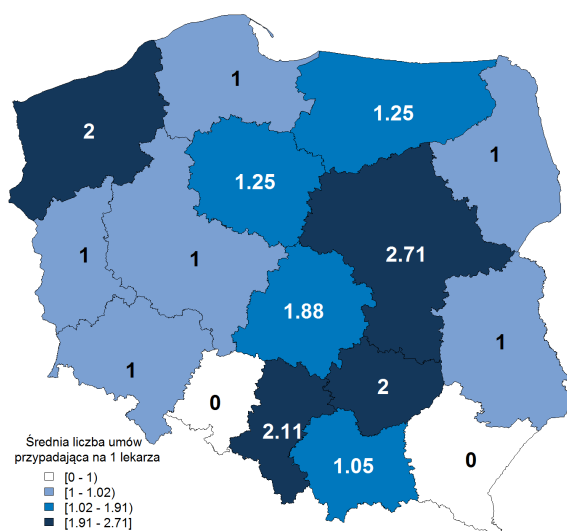 1
2
1.25
1
1.25
2.71
1
1
1.88
1
1
2
0
2.11
0
1.05
Średnia liczba umów
przypadająca na 1 lekarza
[0 - 1)
[1 - 1.02)
[1.02 - 1.91)
[1.91 - 2.71]